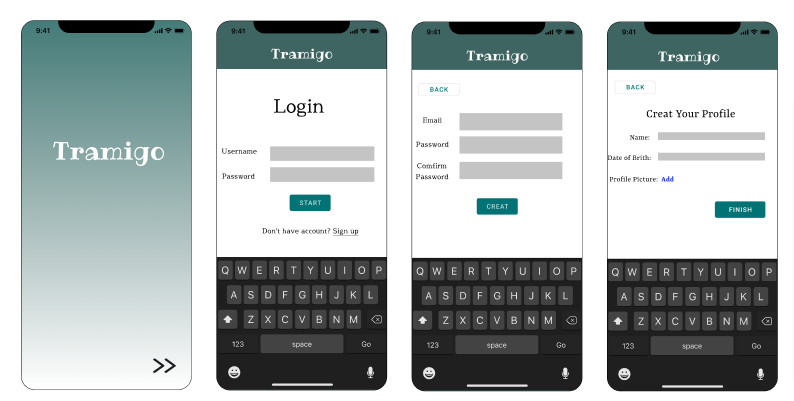 9:41
Tramigo
9:41
Tramigo
Login
Username
Password
START
Don't have account? Sign up
Q W E R T Y U I O P
A S D F G H J K L
Z X C V B N M
123 space Go
9:41
Tramigo
BACK
Email
Password
Comfirm
Password
CREAT
Q W E R T Y U I O P
A S D F G H J K L
Z X C V B N M
123 space Go
9:41
Tramigo
BACK
Creat Your Profile
Name:
Date of Brith:
Profile Picture: Add
FINISH
Q W E R T Y U I O P
A S D F G H J K L
Z X C V B N M
123 space Go